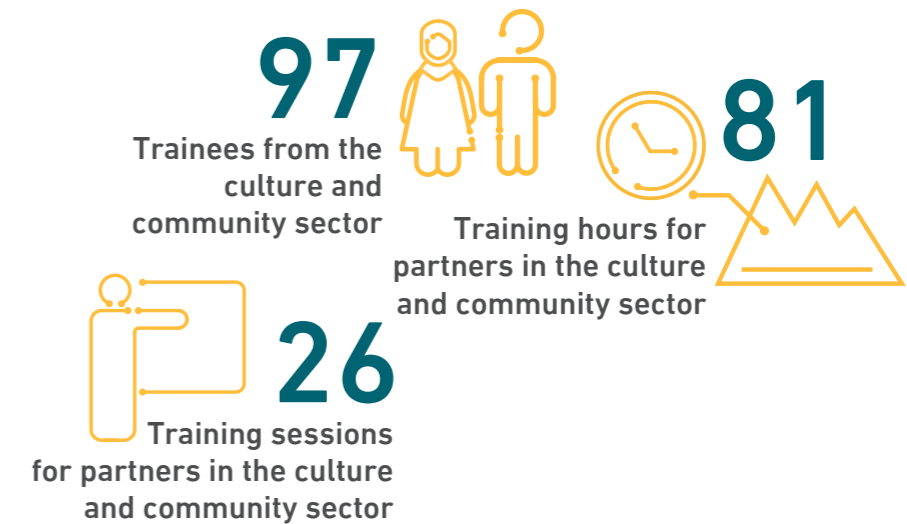 97
Trainees from the
culture and
community sector
81
Training hours for
partners in the culture
and community sector
26
Training sessions
for partners in the culture
and community sector